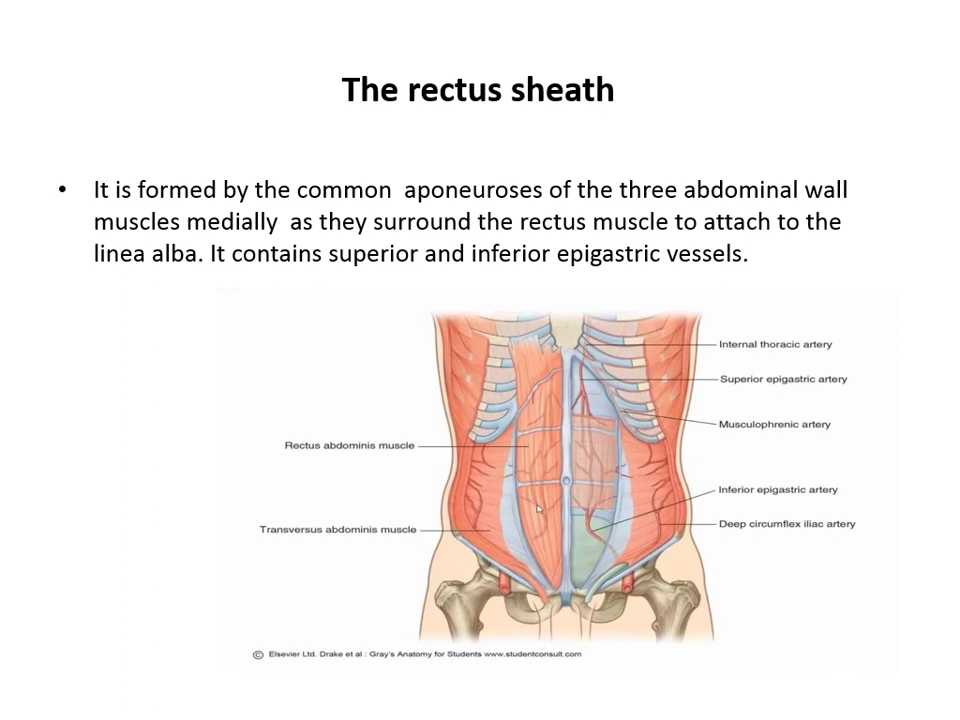 The rectus sheath
• It is formed by the common  aponeuroses of the three abdominal wall
muscles medially  as they surround the rectus muscle to attach to the
linea alba. It contains superior and inferior epigastric vessels.
Internal thoracic artery
Superior epigastric artery
Musculophrenic artery
Rectus abdominis muscle
Inferior epigastric artery
Deep circumflex iliac artery
Transversus abdominis muscle
© Elsevier Ltd. Drake et al : Gray's Anatomy for Students www.studentconsult.com